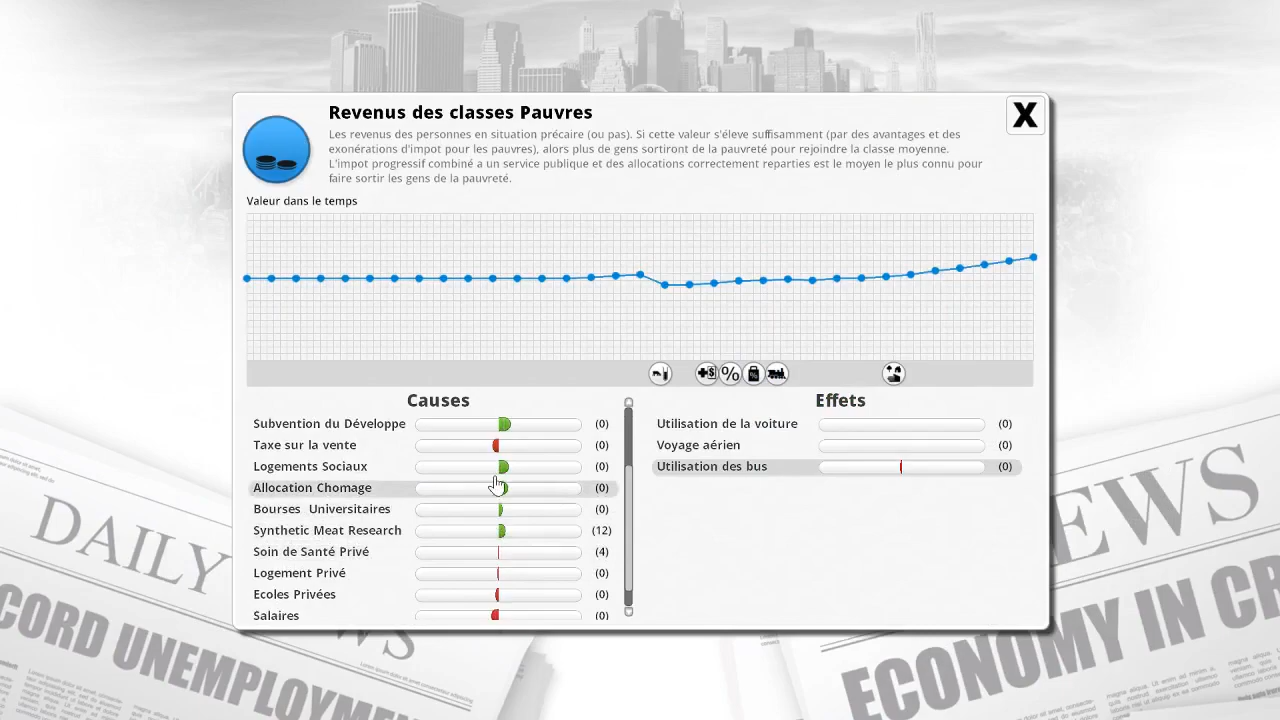 Revenus des classes Pauvres
X
Les revenus des personnes en situation précaire (ou pas). Si cette valeur s'éleve suffisamment (par des avantages et des
exonérations d'impot pour les pauvres), alors plus de gens sortiront de la pauvreté pour rejoindre la classe moyenne.
L'impot progressif combiné a un service publique et des allocations correctement reparties est le moyen le plus connu pour
faire sortir les gens de la pauvreté.
Valeur dans le temps
Causes
Subvention du Développe (0)
Taxe sur la vente (0)
Logements Sociaux (0)
Allocation Chomage (0)
Bourses Universitaires (0)
Synthetic Meat Research (12)
Soin de Santé Privé (4)
Logement Privé (0)
Ecoles Privées (0)
Salaires (0)
Effets
Utilisation de la voiture (0)
Voyage aérien (0)
Utilisation des bus (0)
DAILY
NEWS
CORD UNEMPLOYME
EWS
ECONOMY IN CR